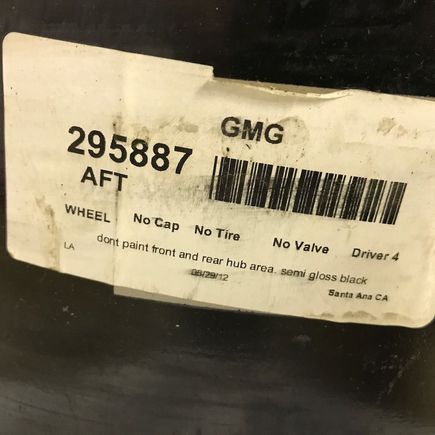 GMG
295887
AFT
WHEEL No Cap No Tire No Valve Driver 4
dont paint front and rear hub area. semi gloss black
LA 08/29/12
Santa Ana CA